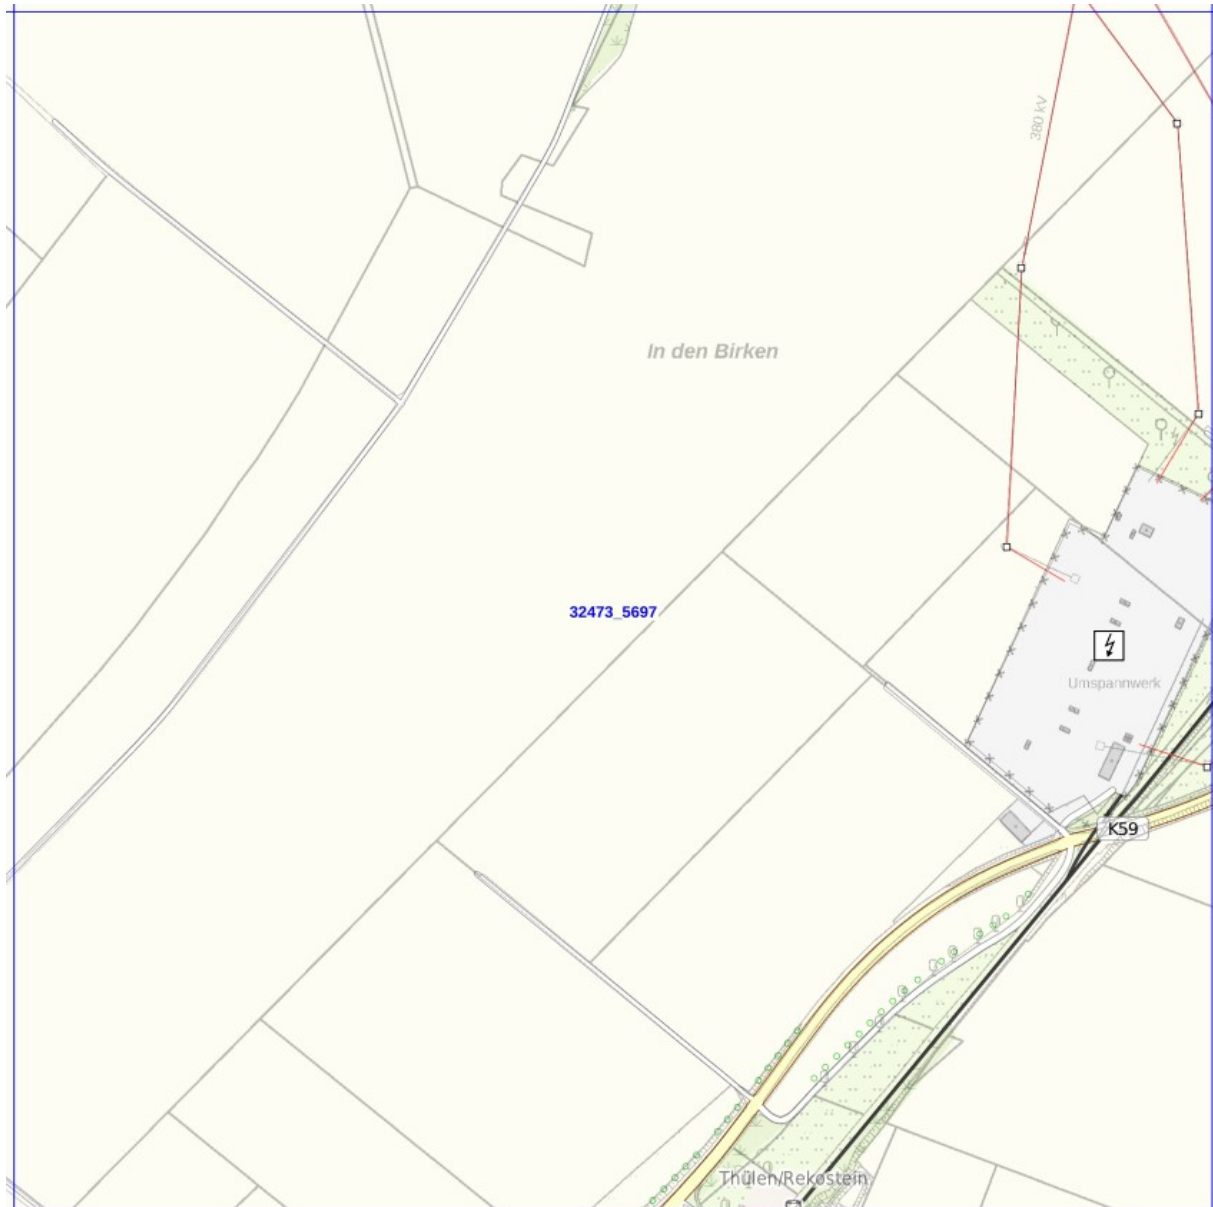 380 kV
In den Birken
32473_5697
Umspannwerk
K59
Thülen/Rekostein